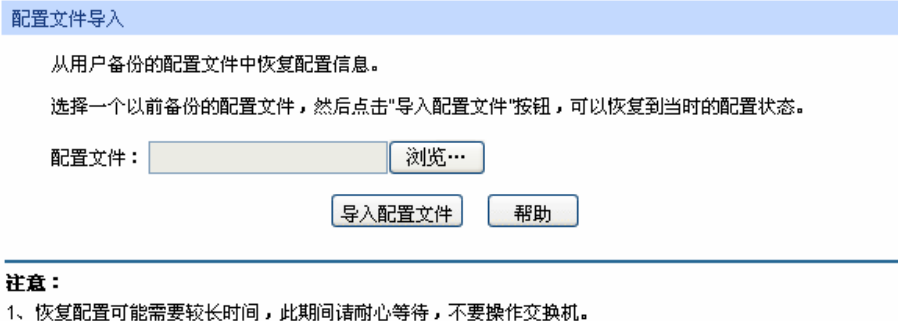 配置文件导入
从用户备份的配置文件中恢复配置信息。
选择一个以前备份的配置文件，然后点击"导入配置文件"按钮，可以恢复到当时的配置状态。
配置文件： 浏览…
导入配置文件 帮助
注意：
1、恢复配置可能需要较长时间，此期间请耐心等待，不要操作交换机。